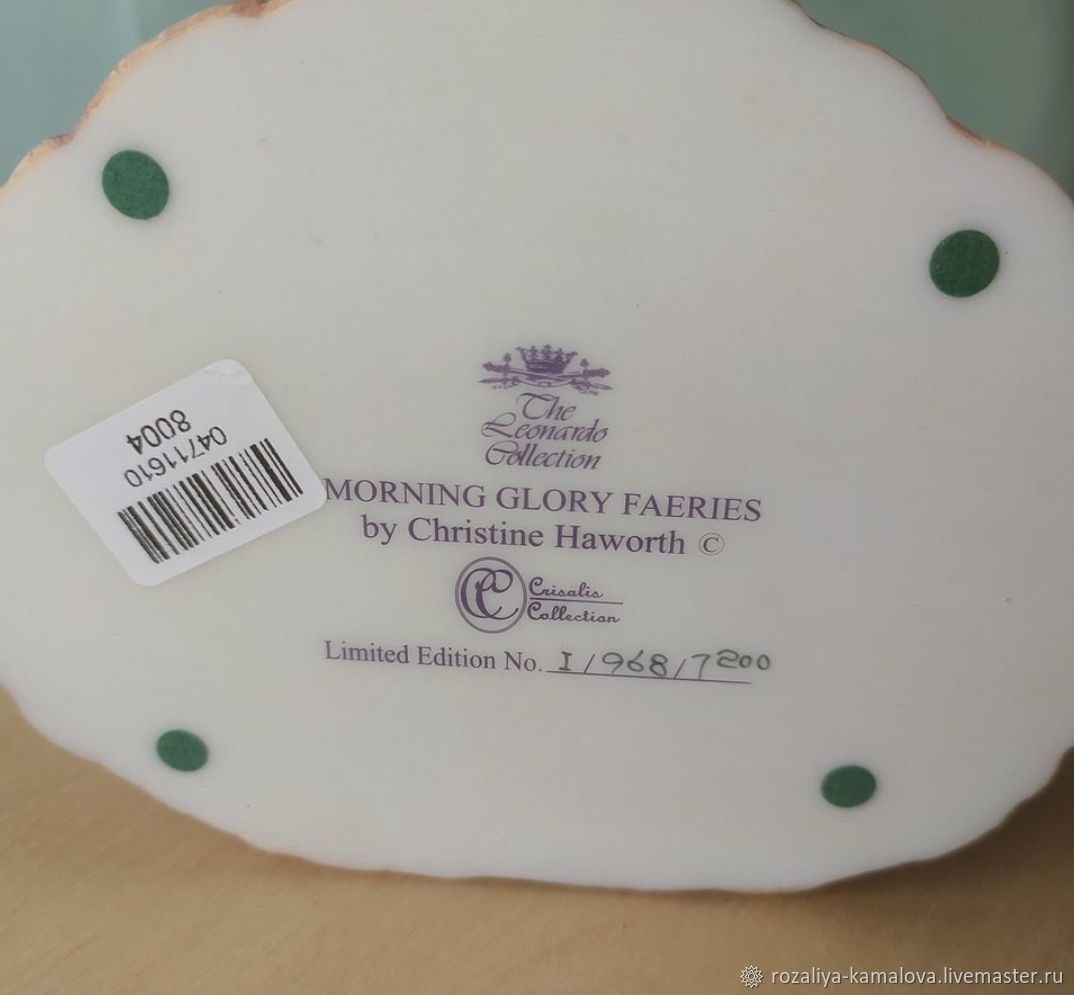 The
Leonardo
Collection
MORNING GLORY FAERIES
by Christine Haworth ©
CC Crisalis
Collection
Limited Edition No. I/968/7200
04711610
8004
rozaliya-kamalova.livemaster.ru